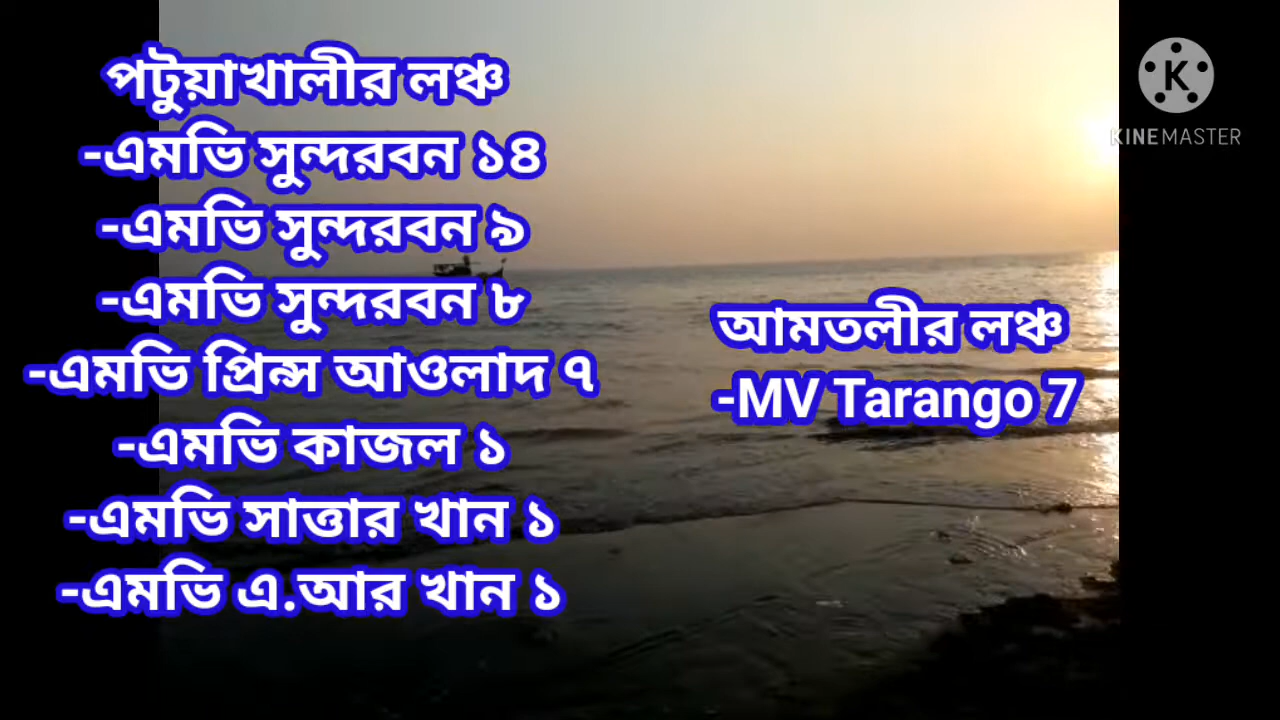 পটুয়াখালীর লঞ্চ
-এমভি সুন্দরবন ১৪
-এমভি সুন্দরবন ৯
-এমভি সুন্দরবন ৮
-এমভি প্রিন্স আওলাদ ৭
-এমভি কাজল ১
-এমভি সাত্তার খান ১
-এমভি এ.আর খান ১
আমতলীর লঞ্চ
-MV Tarango 7
K
KINEMASTER